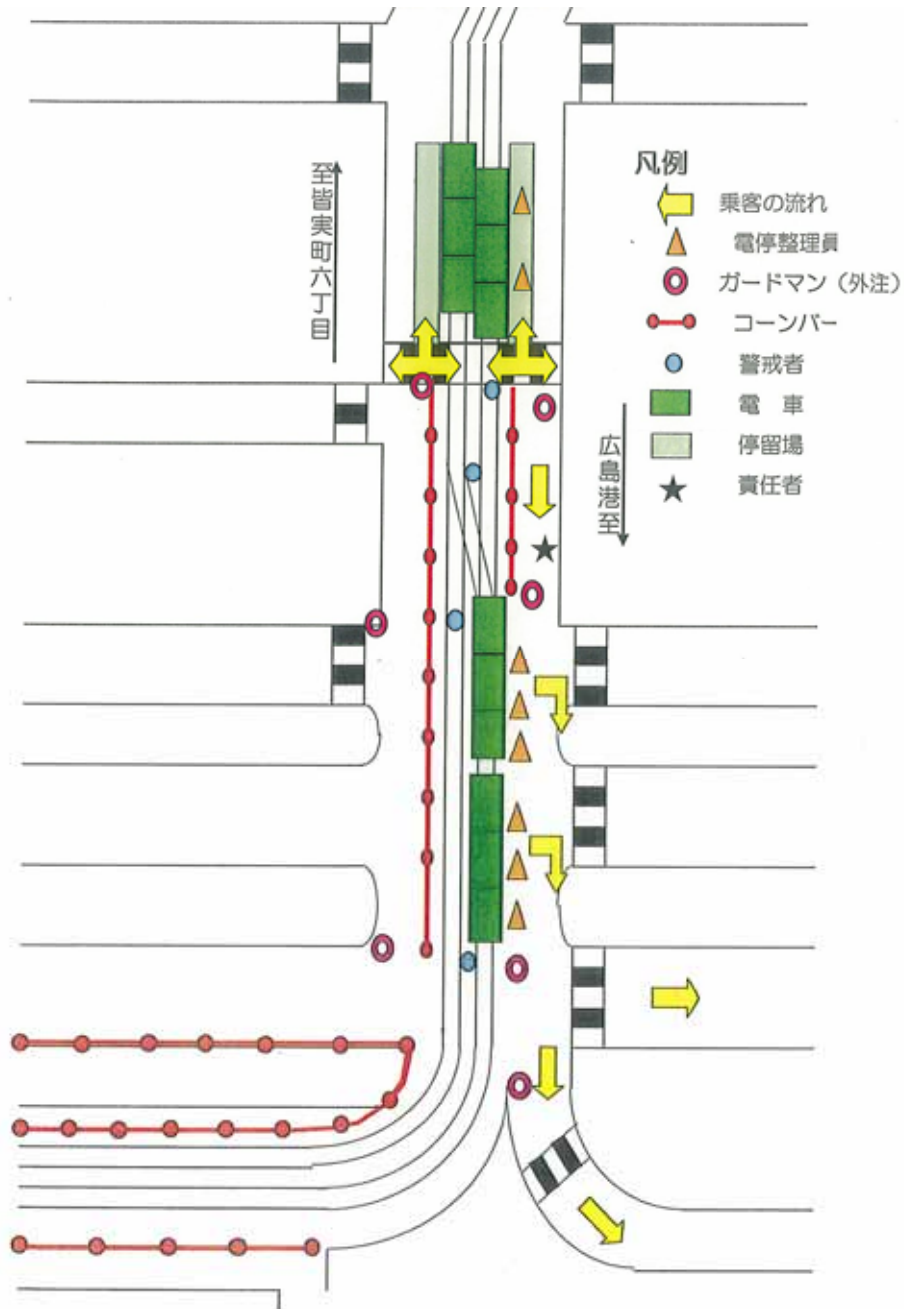 凡例
乗客の流れ
電停整理員
ガードマン（外注）
コーンバー
警戒者
電　車
停留場
責任者
至皆実町六丁目
広島港至